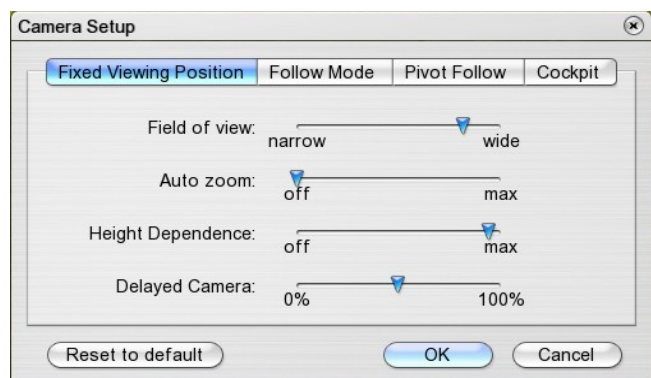 Camera Setup
Fixed Viewing Position Follow Mode Pivot Follow Cockpit
Field of view:
narrow wide
Auto zoom:
off max
Height Dependence:
off max
Delayed Camera:
0% 100%
Reset to default OK Cancel